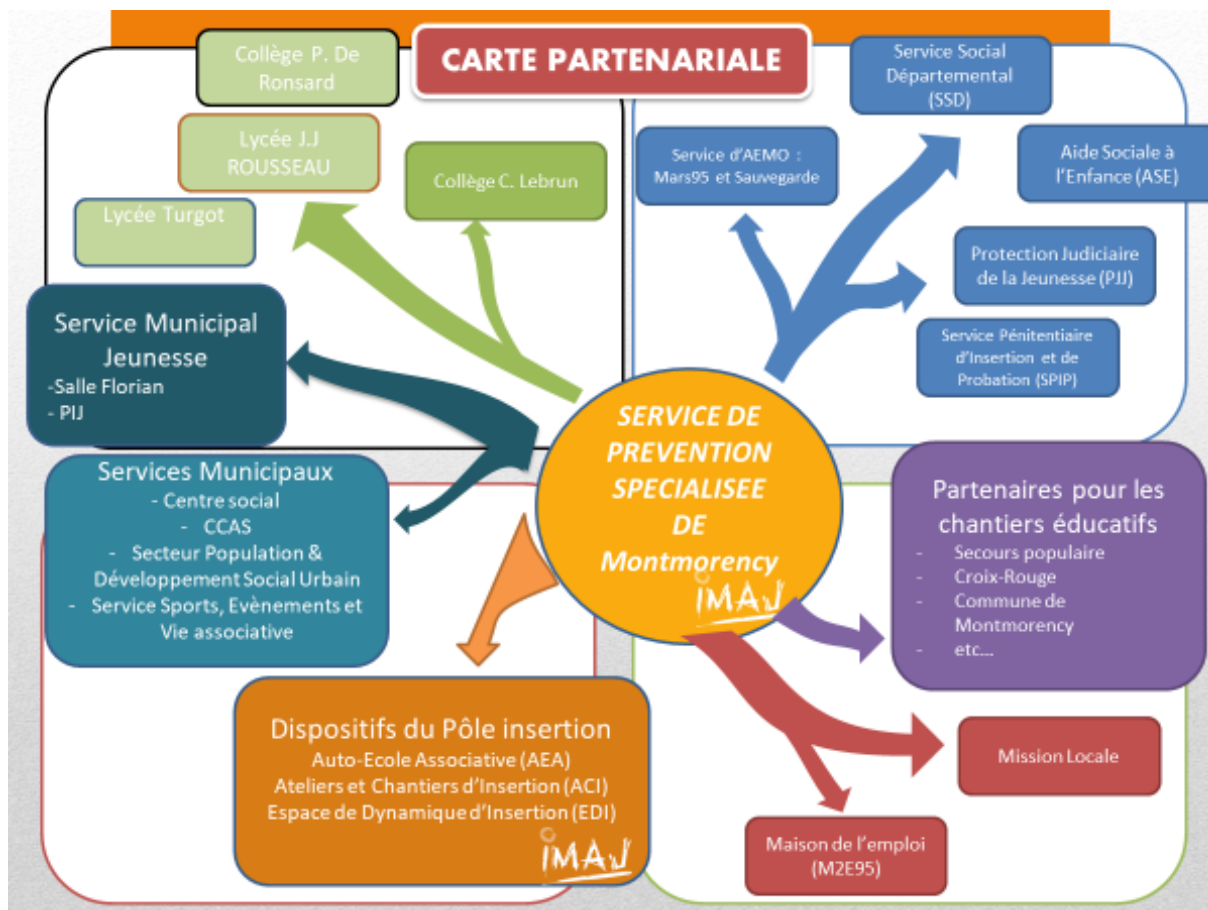 CARTE PARTENARIALE
Collège P. De
Ronsard
Lycée J.J
ROUSSEAU
Lycée Turgot
Collège C. Lebrun
Service Social
Départemental
(SSD)
Service d'AEMO :
Mars95 et Sauvegarde
Aide Sociale à
l'Enfance (ASE)
Protection Judiciaire
de la Jeunesse (PJJ)
Service Pénitentiaire
d'Insertion et de
Probation (SPIP)
Service Municipal
Jeunesse
-Salle Florian
- PIJ
Services Municipaux
- Centre social
- CCAS
- Secteur Population &
Développement Social Urbain
- Service Sports, Evènements et
Vie associative
SERVICE DE
PREVENTION
SPECIALISEE
DE
Montmorency
iMAJ
Partenaires pour les
chantiers éducatifs
- Secours populaire
- Croix-Rouge
- Commune de
Montmorency
- etc...
Dispositifs du Pôle insertion
Auto-Ecole Associative (AEA)
Ateliers et Chantiers d'Insertion (ACI)
Espace de Dynamique d'Insertion (EDI)
iMAJ
Mission Locale
Maison de l'emploi
(M2E95)